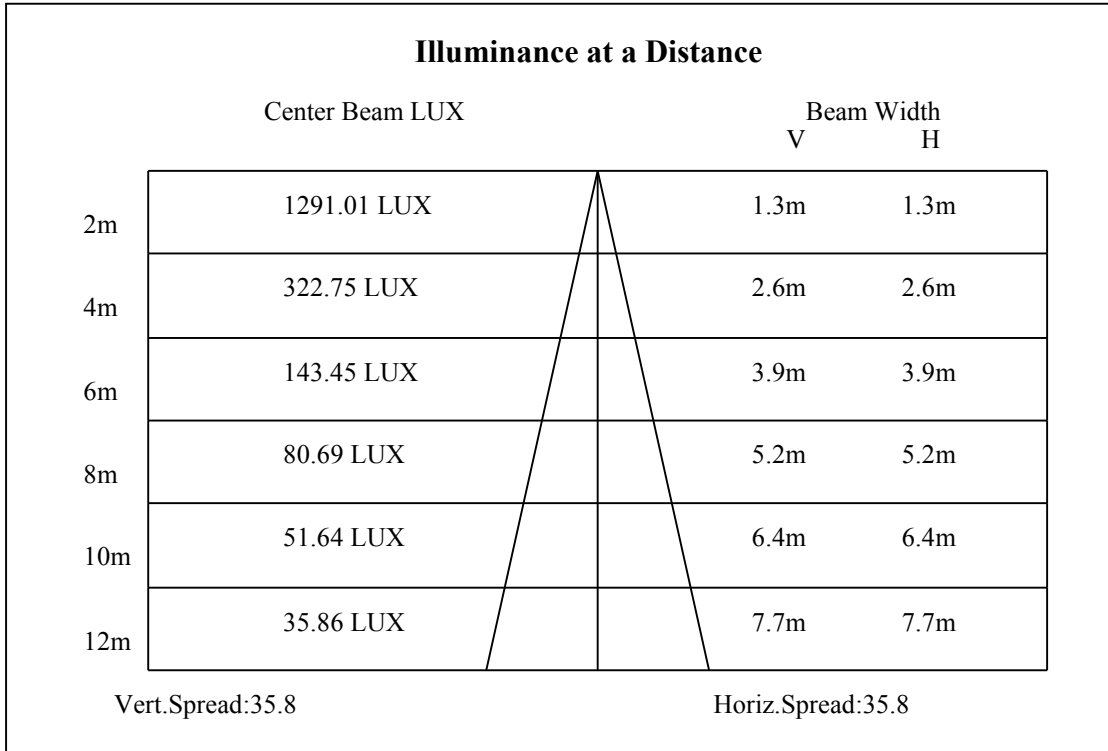 Illuminance at a Distance
Center Beam LUX Beam Width
V H
2m 1291.01 LUX 1.3m 1.3m
4m 322.75 LUX 2.6m 2.6m
6m 143.45 LUX 3.9m 3.9m
8m 80.69 LUX 5.2m 5.2m
10m 51.64 LUX 6.4m 6.4m
12m 35.86 LUX 7.7m 7.7m
Vert.Spread:35.8 Horiz.Spread:35.8